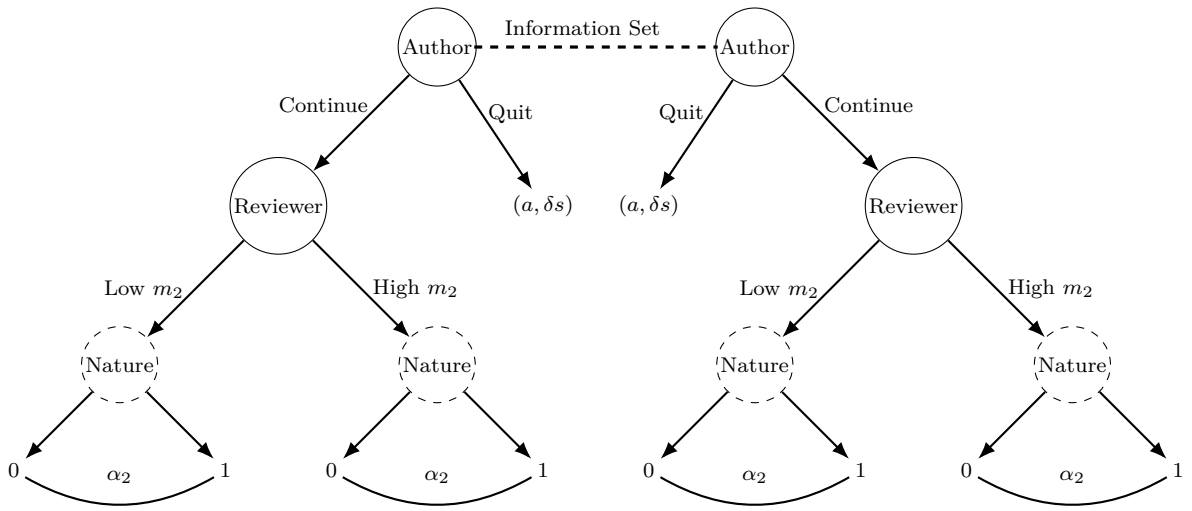 Information Set
Author Author
Continue Quit Quit Continue
Reviewer (a, δs) (a, δs) Reviewer
Low m₂ High m₂ Low m₂ High m₂
Nature Nature Nature Nature
0 α₂ 1 0 α₂ 1 0 α₂ 1 0 α₂ 1